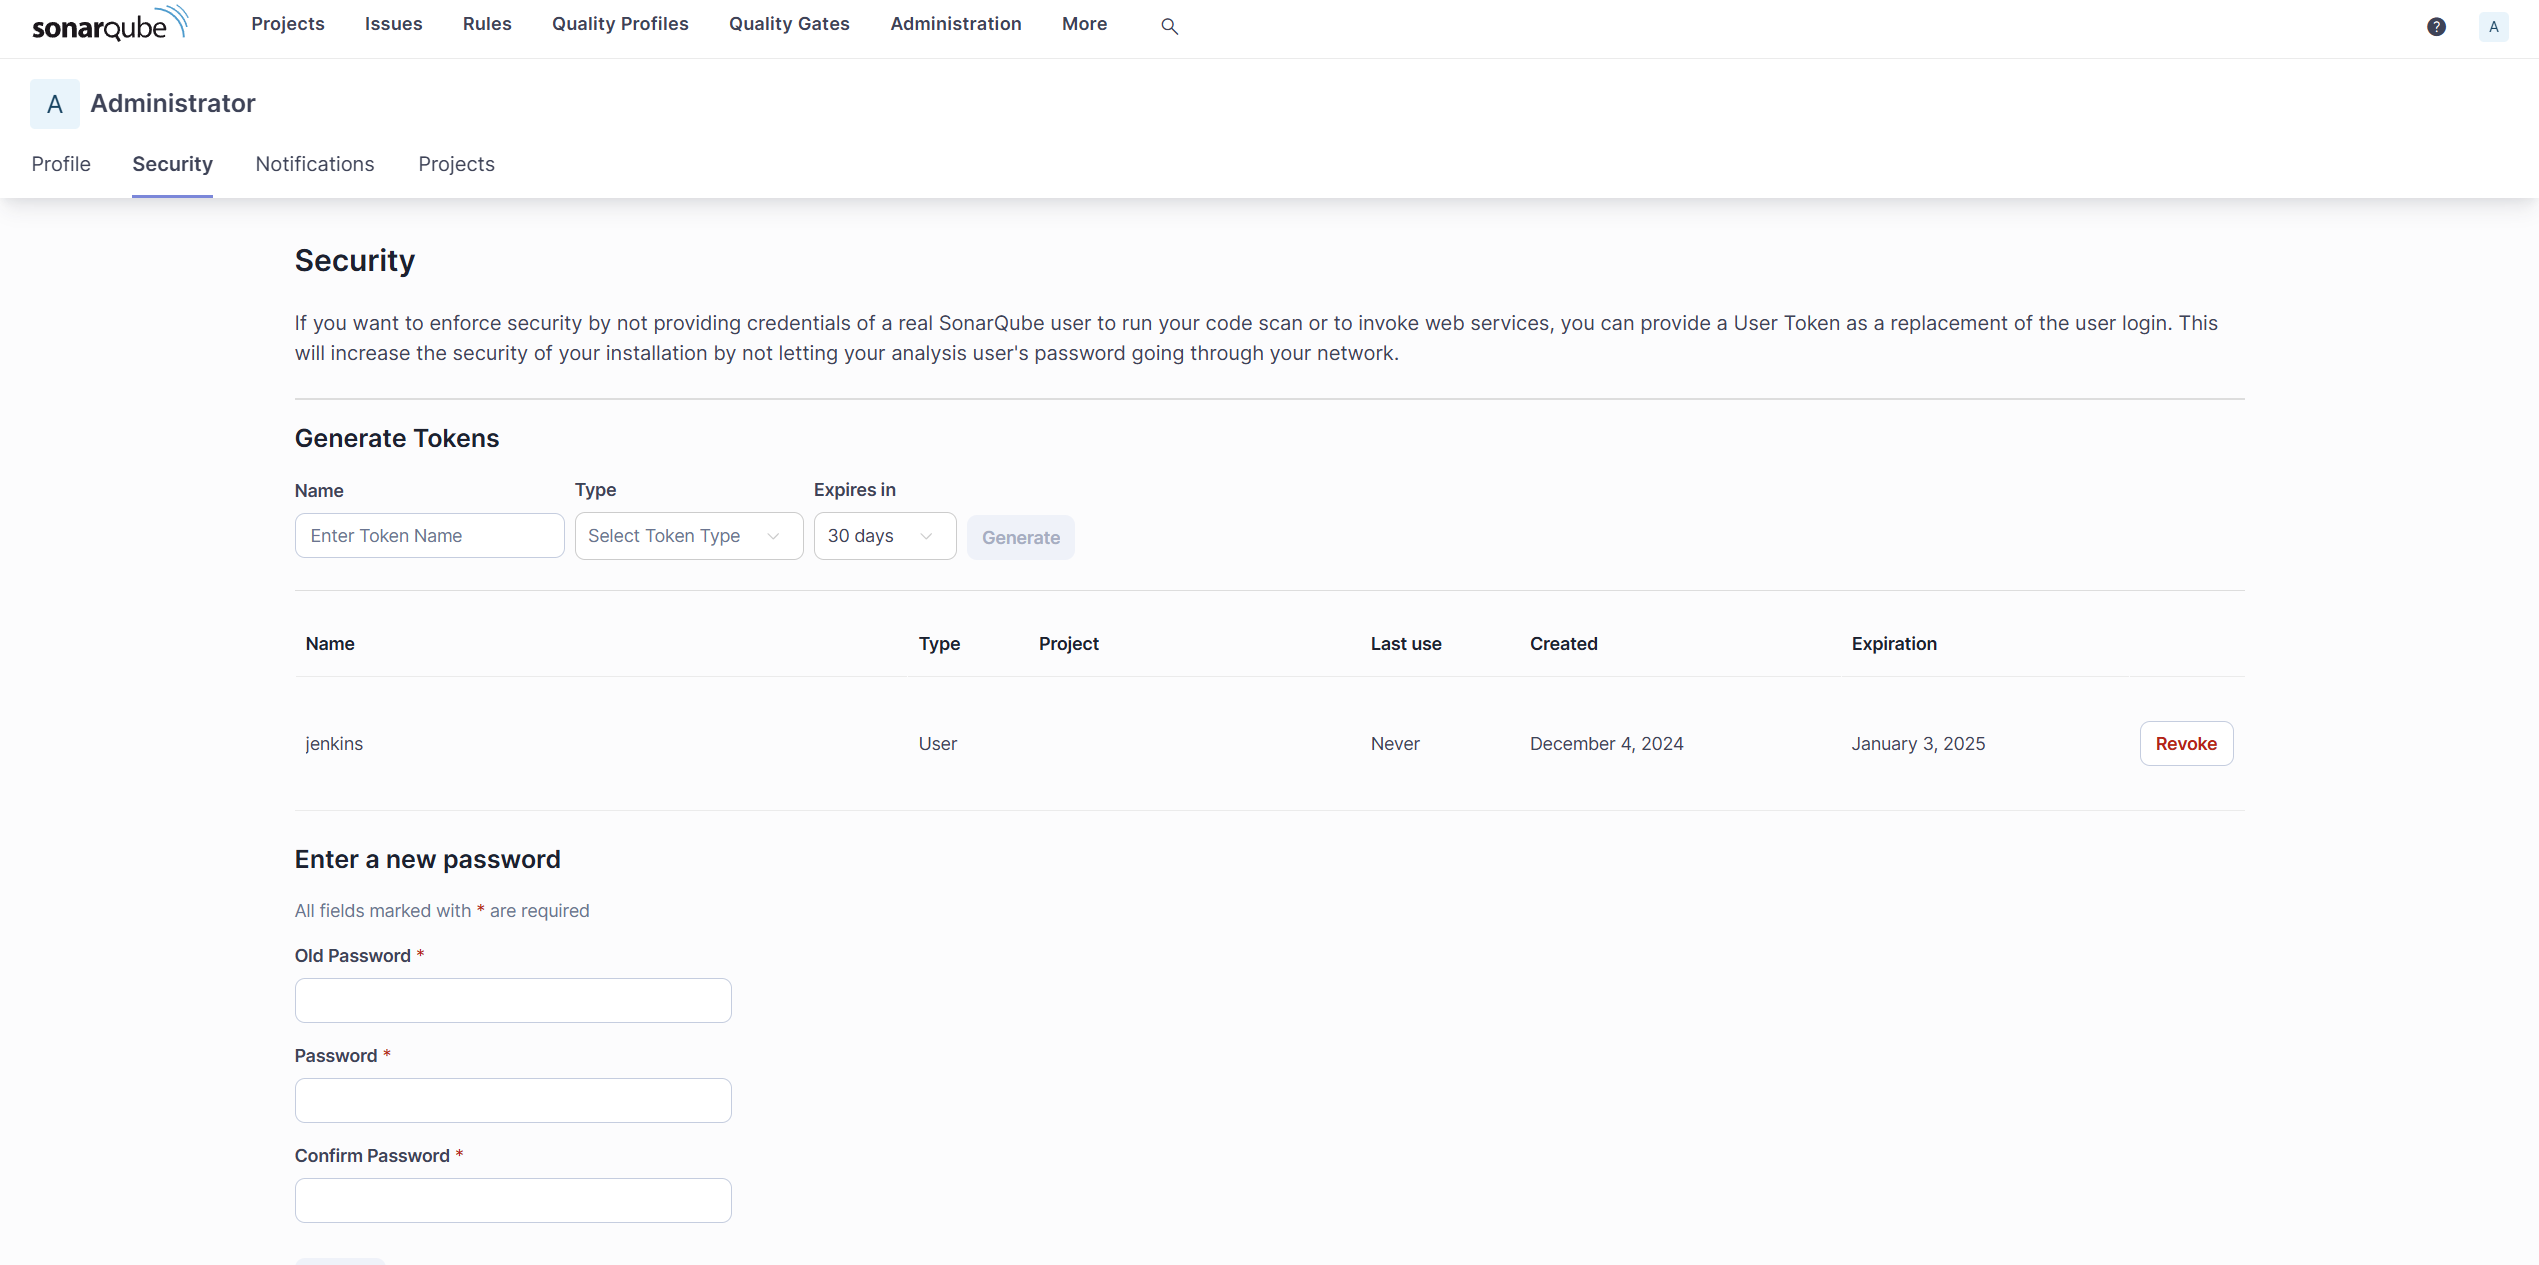 sonarqube Projects Issues Rules Quality Profiles Quality Gates Administration More ? A
A Administrator
Profile Security Notifications Projects
Security
If you want to enforce security by not providing credentials of a real SonarQube user to run your code scan or to invoke web services, you can provide a User Token as a replacement of the user login. This
will increase the security of your installation by not letting your analysis user's password going through your network.
Generate Tokens
Name Type Expires in
Enter Token Name Select Token Type 30 days Generate
Name Type Project Last use Created Expiration
jenkins User Never December 4, 2024 January 3, 2025 Revoke
Enter a new password
All fields marked with * are required
Old Password *
Password *
Confirm Password *